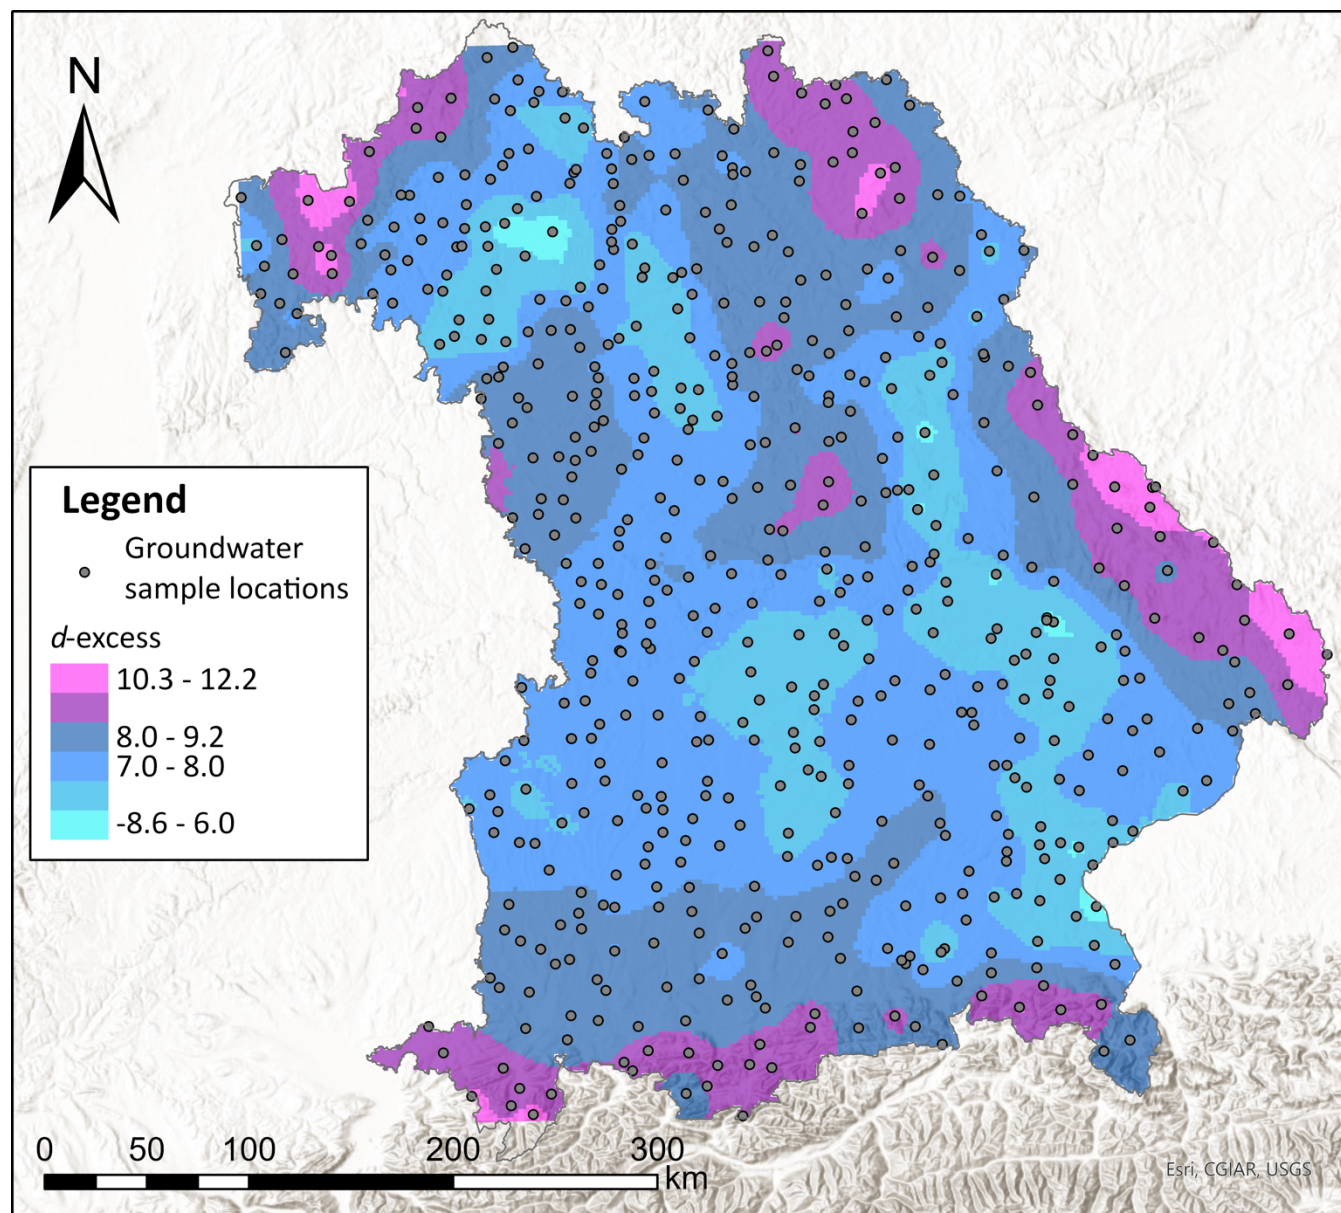 N
Legend
Groundwater
sample locations
d-excess
10.3 - 12.2
8.0 - 9.2
7.0 - 8.0
-8.6 - 6.0
0 50 100 200 300
km
Esri, CGIAR, USGS